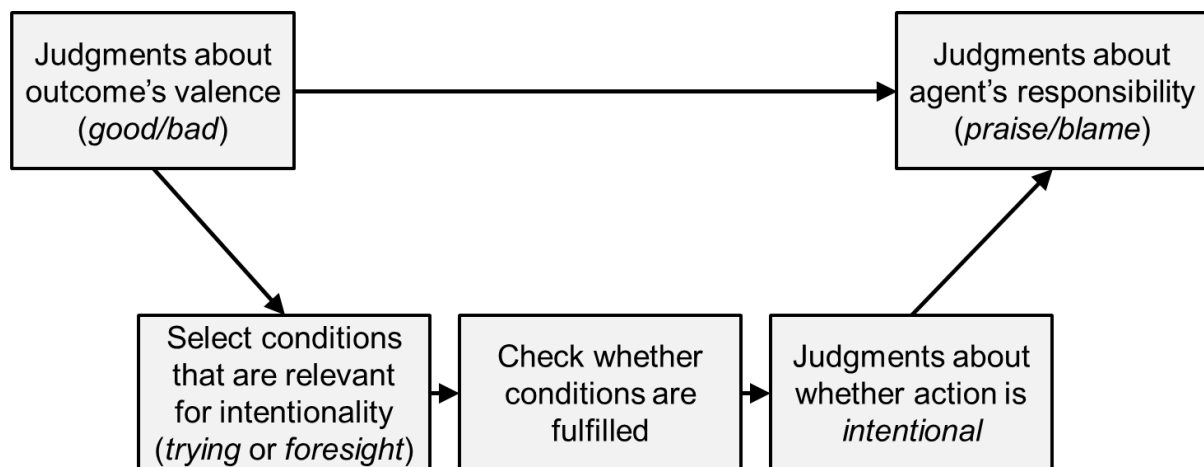 Judgments about
outcome’s valence
(good/bad)
Judgments about
agent’s responsibility
(praise/blame)
Select conditions
that are relevant
for intentionality
(trying or foresight)
Check whether
conditions are
fulfilled
Judgments about
whether action is
intentional